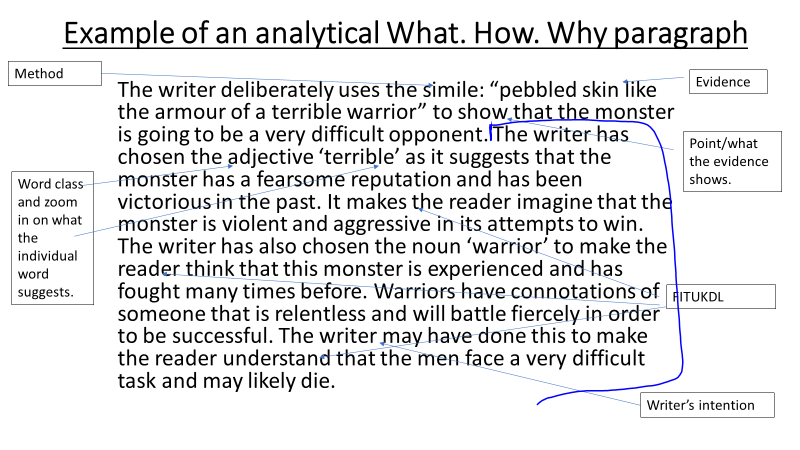 Example of an analytical What. How. Why paragraph
Method
Evidence
The writer deliberately uses the simile: “pebbled skin like
the armour of a terrible warrior” to show that the monster
is going to be a very difficult opponent. The writer has
chosen the adjective ‘terrible’ as it suggests that the
monster has a fearsome reputation and has been
victorious in the past. It makes the reader imagine that the
monster is violent and aggressive in its attempts to win.
The writer has also chosen the noun ‘warrior’ to make the
reader think that this monster is experienced and has
fought many times before. Warriors have connotations of
someone that is relentless and will battle fiercely in order
to be successful. The writer may have done this to make
the reader understand that the men face a very difficult
task and may likely die.
Point/what
the evidence
shows.
Word class
and zoom
in on what
the
individual
word
suggests.
FITUKDL
Writer’s intention